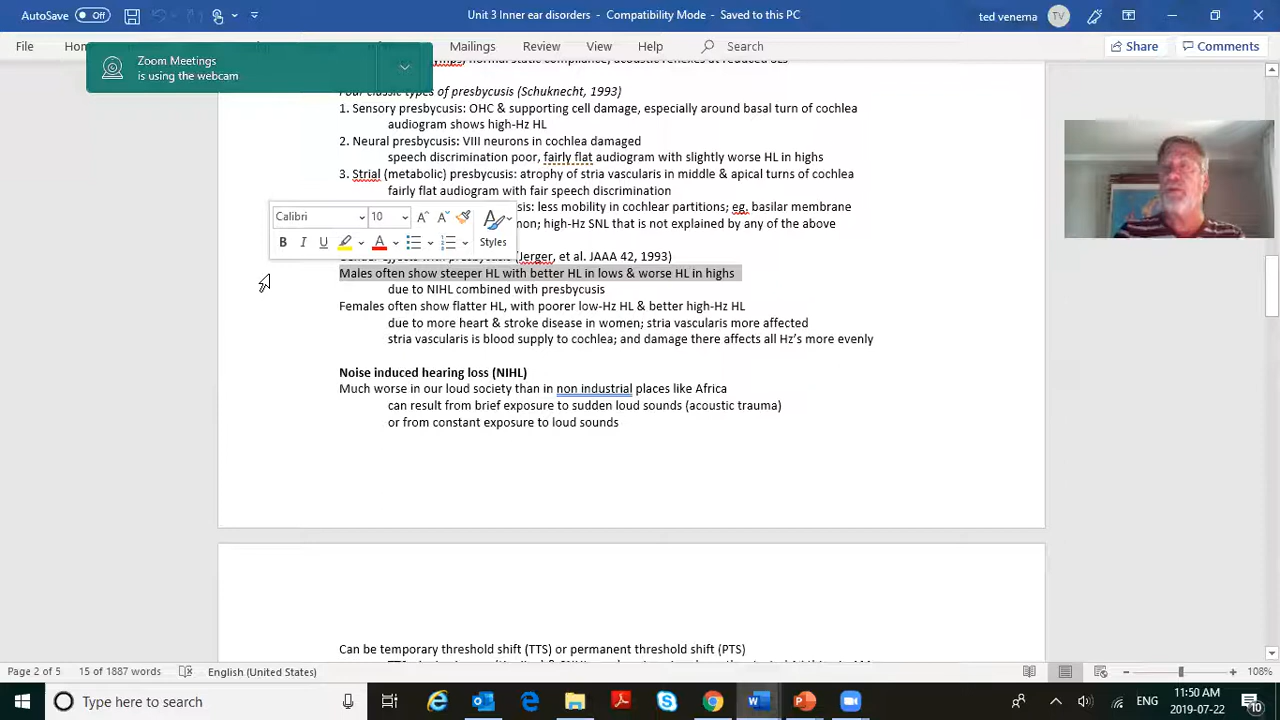 AutoSave Off
Unit 3 Inner ear disorders - Compatibility Mode - Saved to this PC
ted venema TV
File Mailings Review View Help Search Share Comments
Zoom Meetings
is using the webcam
normal static compliance, acoustic reflexes at reduced SLs
Four classic types of presbycusis (Schuknecht, 1993)
1. Sensory presbycusis: OHC & supporting cell damage, especially around basal turn of cochlea
audiogram shows high-Hz HL
2. Neural presbycusis: VIII neurons in cochlea damaged
speech discrimination poor, fairly flat audiogram with slightly worse HL in highs
3. Strial (metabolic) presbycusis: atrophy of stria vascularis in middle & apical turns of cochlea
fairly flat audiogram with fair speech discrimination
less mobility in cochlear partitions; eg. basilar membrane
high-Hz SNL that is not explained by any of the above
Calibri 10
B I U A Styles
Gender effects with presbycusis (Jerger, et al. JAAA 42, 1993)
Males often show steeper HL with better HL in lows & worse HL in highs
due to NIHL combined with presbycusis
Females often show flatter HL, with poorer low-Hz HL & better high-Hz HL
due to more heart & stroke disease in women; stria vascularis more affected
stria vascularis is blood supply to cochlea; and damage there affects all Hz's more evenly
Noise induced hearing loss (NIHL)
Much worse in our loud society than in non industrial places like Africa
can result from brief exposure to sudden loud sounds (acoustic trauma)
or from constant exposure to loud sounds
Can be temporary threshold shift (TTS) or permanent threshold shift (PTS)
Page 2 of 5 15 of 1887 words English (United States) 108%
Type here to search
ENG
11:50 AM
2019-07-22
10